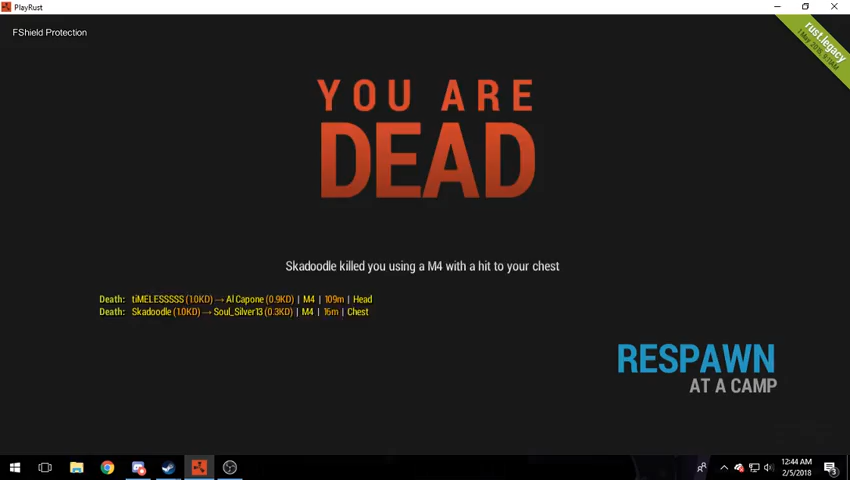 PlayRust
FShield Protection
rust.legacy
YOU ARE
DEAD
Skadoodle killed you using a M4 with a hit to your chest
Death: tiMELESSSSS (1.0KD) → Al Capone (0.9KD) | M4 | 109m | Head
Death: Skadoodle (1.0KD) → Soul_Silver13 (0.3KD) | M4 | 16m | Chest
RESPAWN
AT A CAMP
12:44 AM
2/5/2018
3